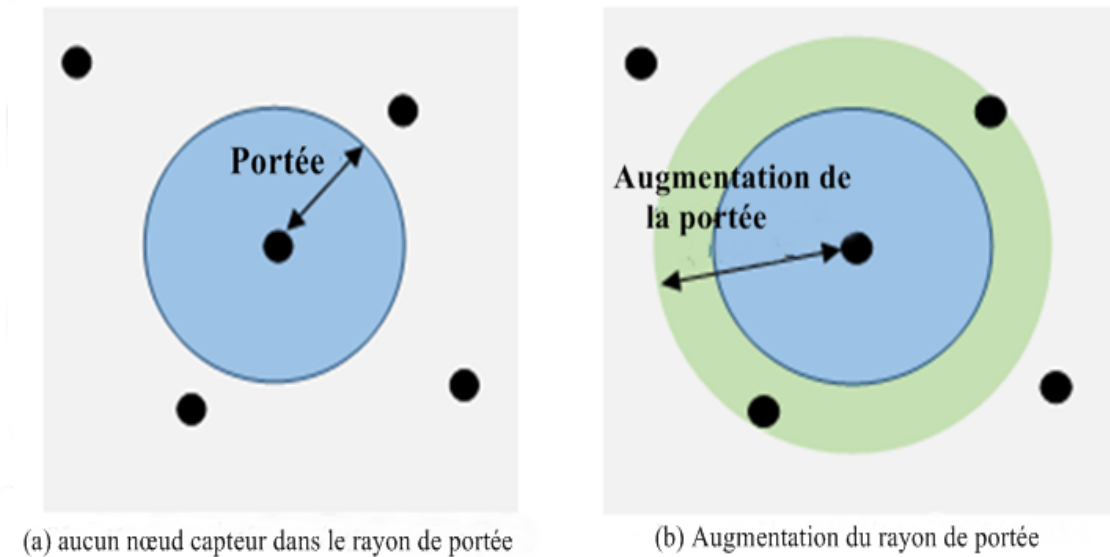 Portée
Augmentation de
la portée
(a) aucun nœud capteur dans le rayon de portée
(b) Augmentation du rayon de portée